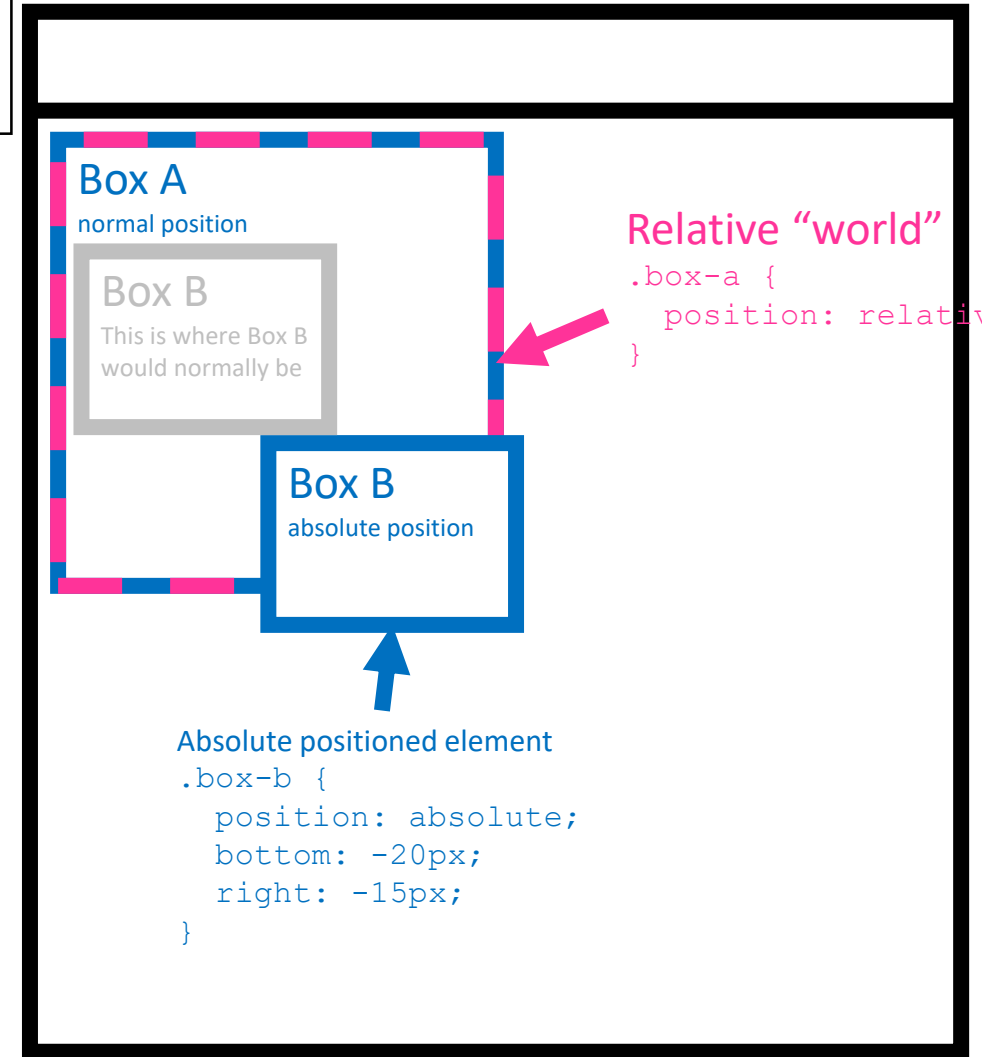 Box A
normal position
Box B
This is where Box B
would normally be
Box B
absolute position
Relative “world”
.box-a {
  position: relativ
}
Absolute positioned element
.box-b {
  position: absolute;
  bottom: -20px;
  right: -15px;
}